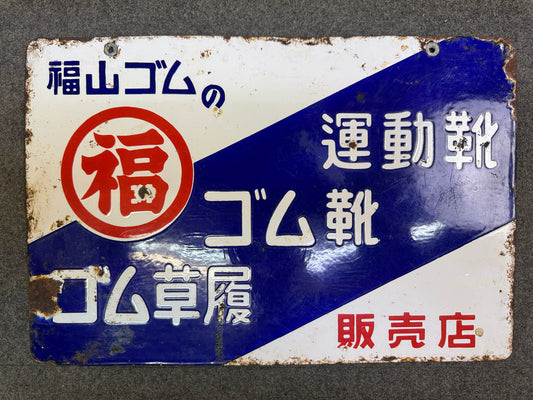 福山ゴムの
福
運動靴
ゴム靴
ゴム草履
販売店